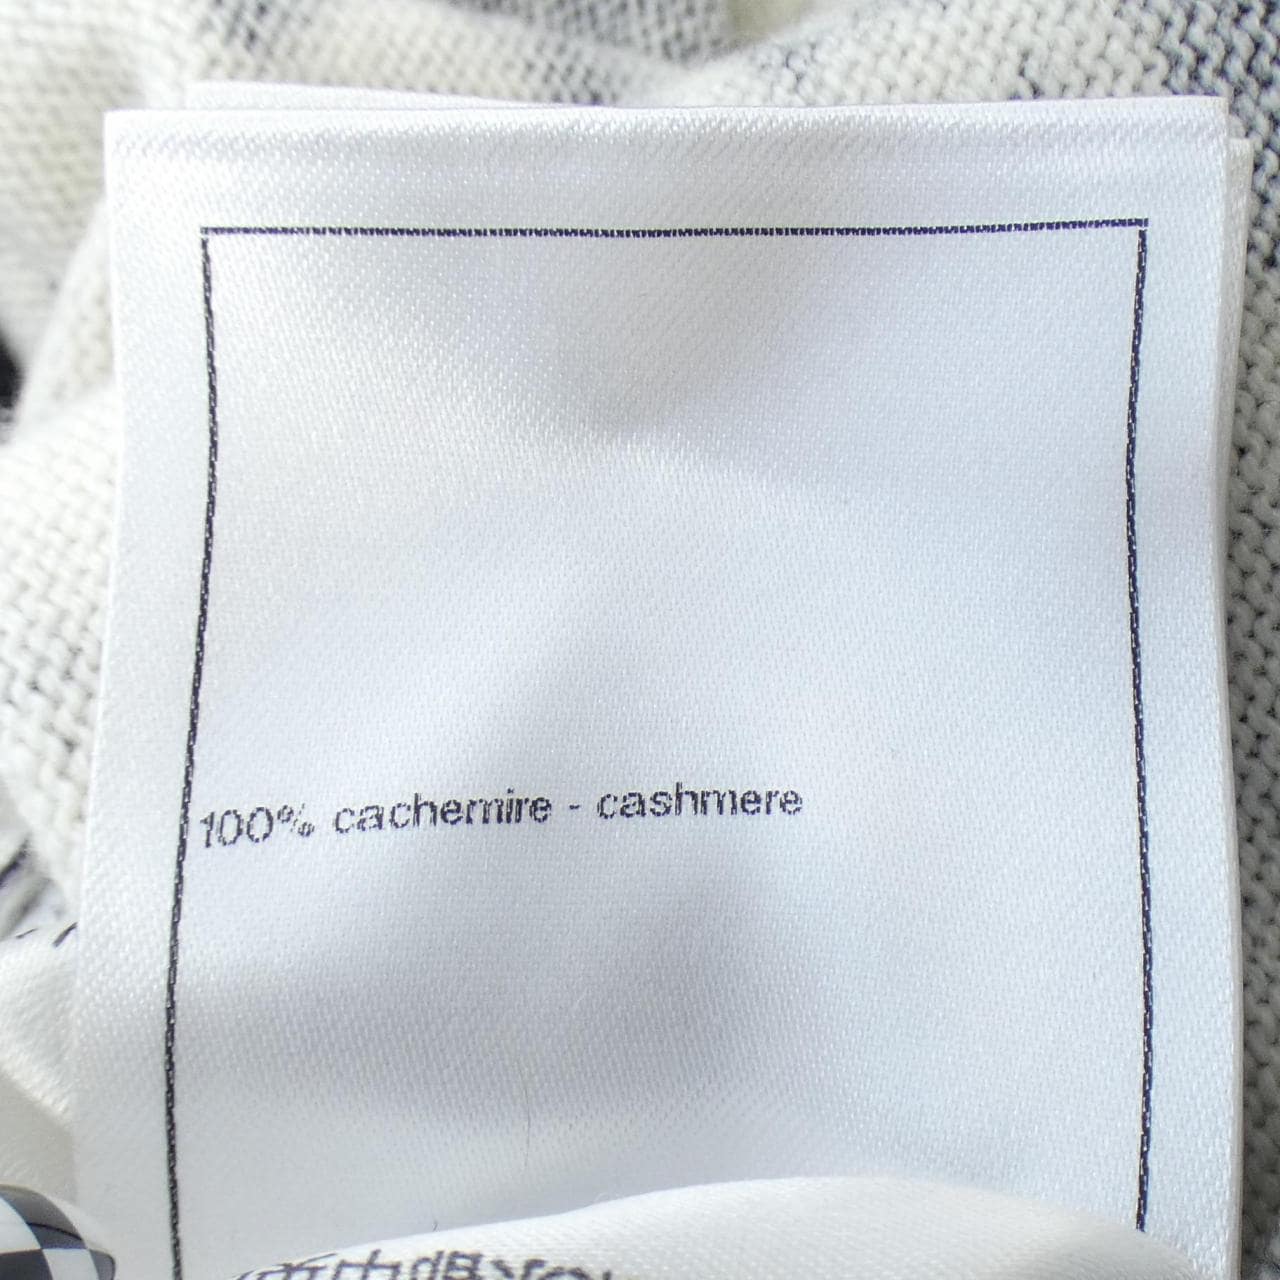 100% cachemire - cashmere